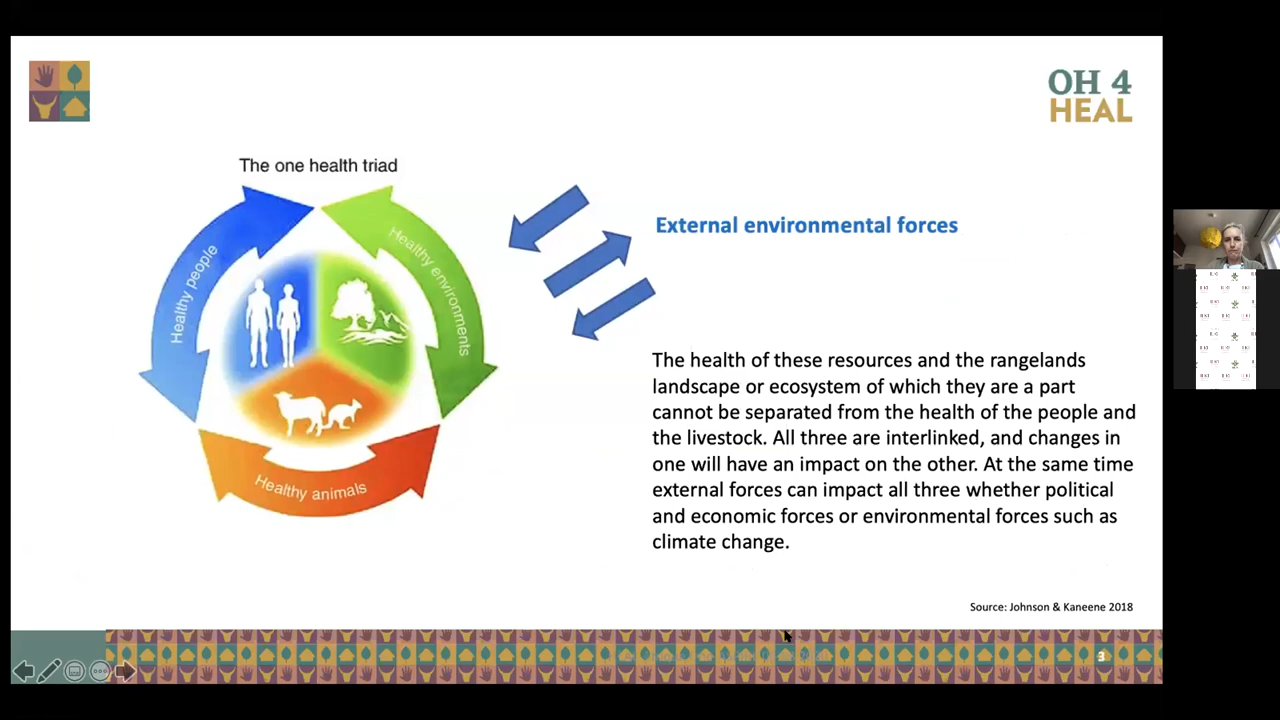 OH 4
HEAL
The one health triad
Healthy people
Healthy environments
Healthy animals
External environmental forces
The health of these resources and the rangelands
landscape or ecosystem of which they are a part
cannot be separated from the health of the people and
the livestock. All three are interlinked, and changes in
one will have an impact on the other. At the same time
external forces can impact all three whether political
and economic forces or environmental forces such as
climate change.
Source: Johnson & Kaneene 2018
3